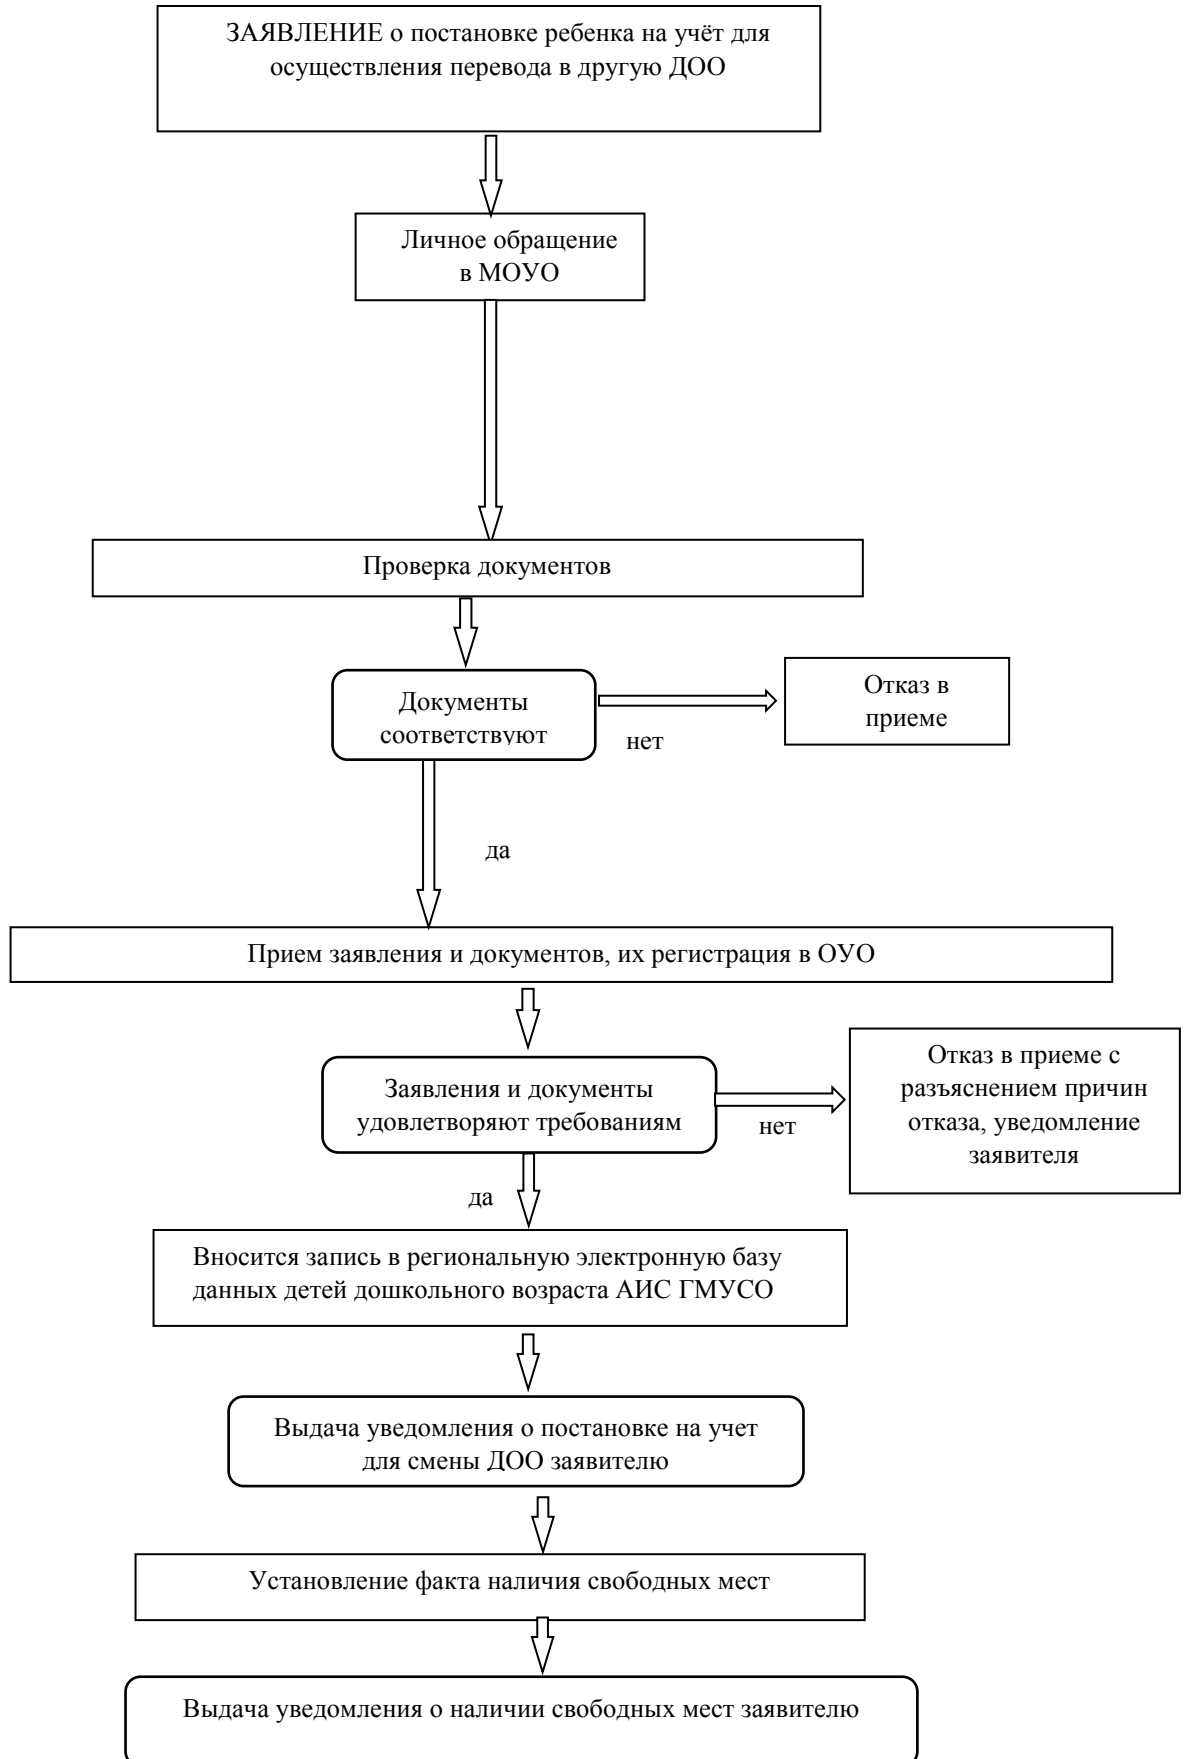 ЗАЯВЛЕНИЕ о постановке ребенка на учёт для
осуществления перевода в другую ДОО
Личное обращение
в МОУО
Проверка документов
Документы
соответствуют
нет
Отказ в
приеме
да
Прием заявления и документов, их регистрация в ОУО
Заявления и документы
удовлетворяют требованиям
нет
Отказ в приеме с
разъяснением причин
отказа, уведомление
заявителя
да
Вносится запись в региональную электронную базу
данных детей дошкольного возраста АИС ГМУСО
Выдача уведомления о постановке на учет
для смены ДОО заявителю
Установление факта наличия свободных мест
Выдача уведомления о наличии свободных мест заявителю